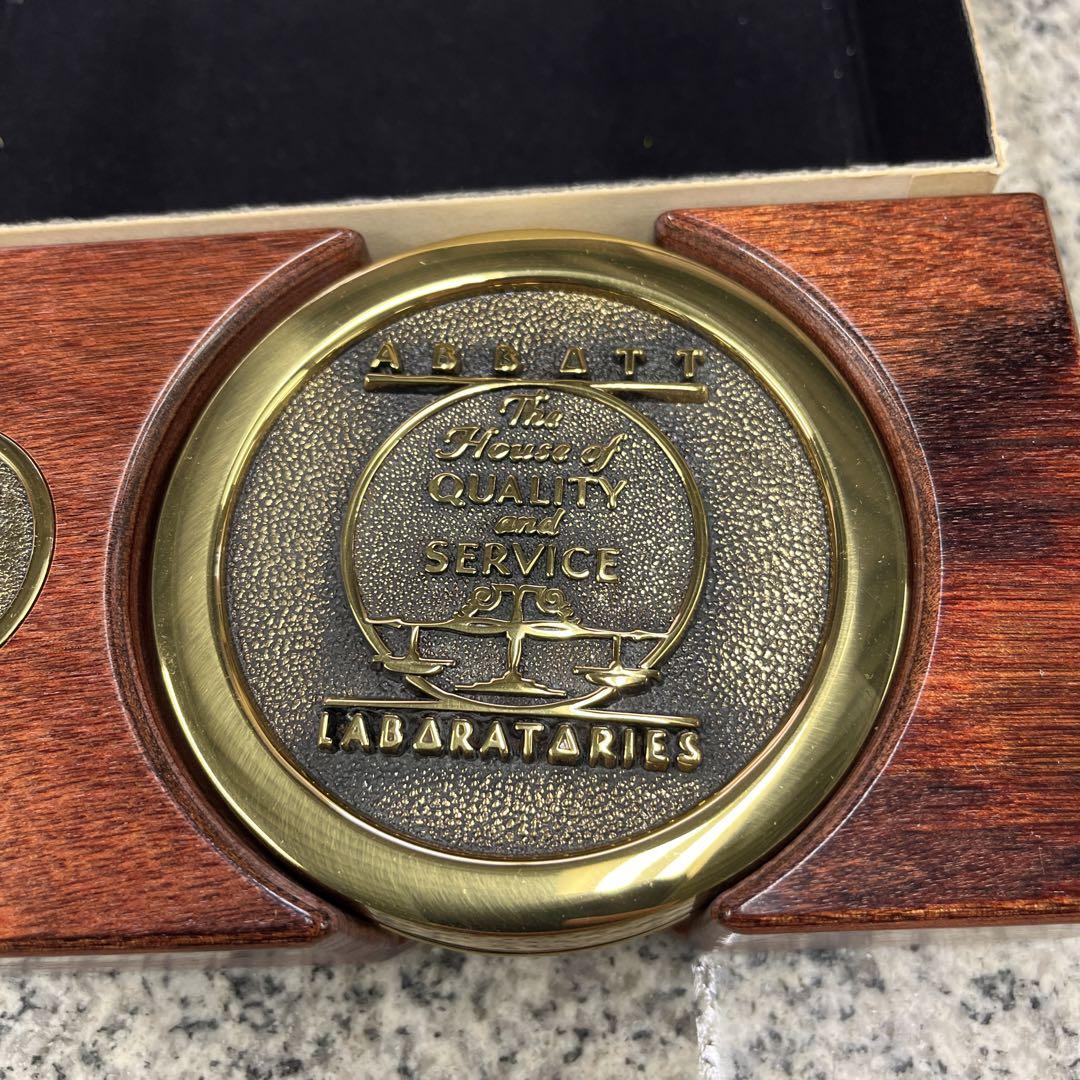 ABBOTT
The
House of
QUALITY
and
SERVICE
LABORATORIES